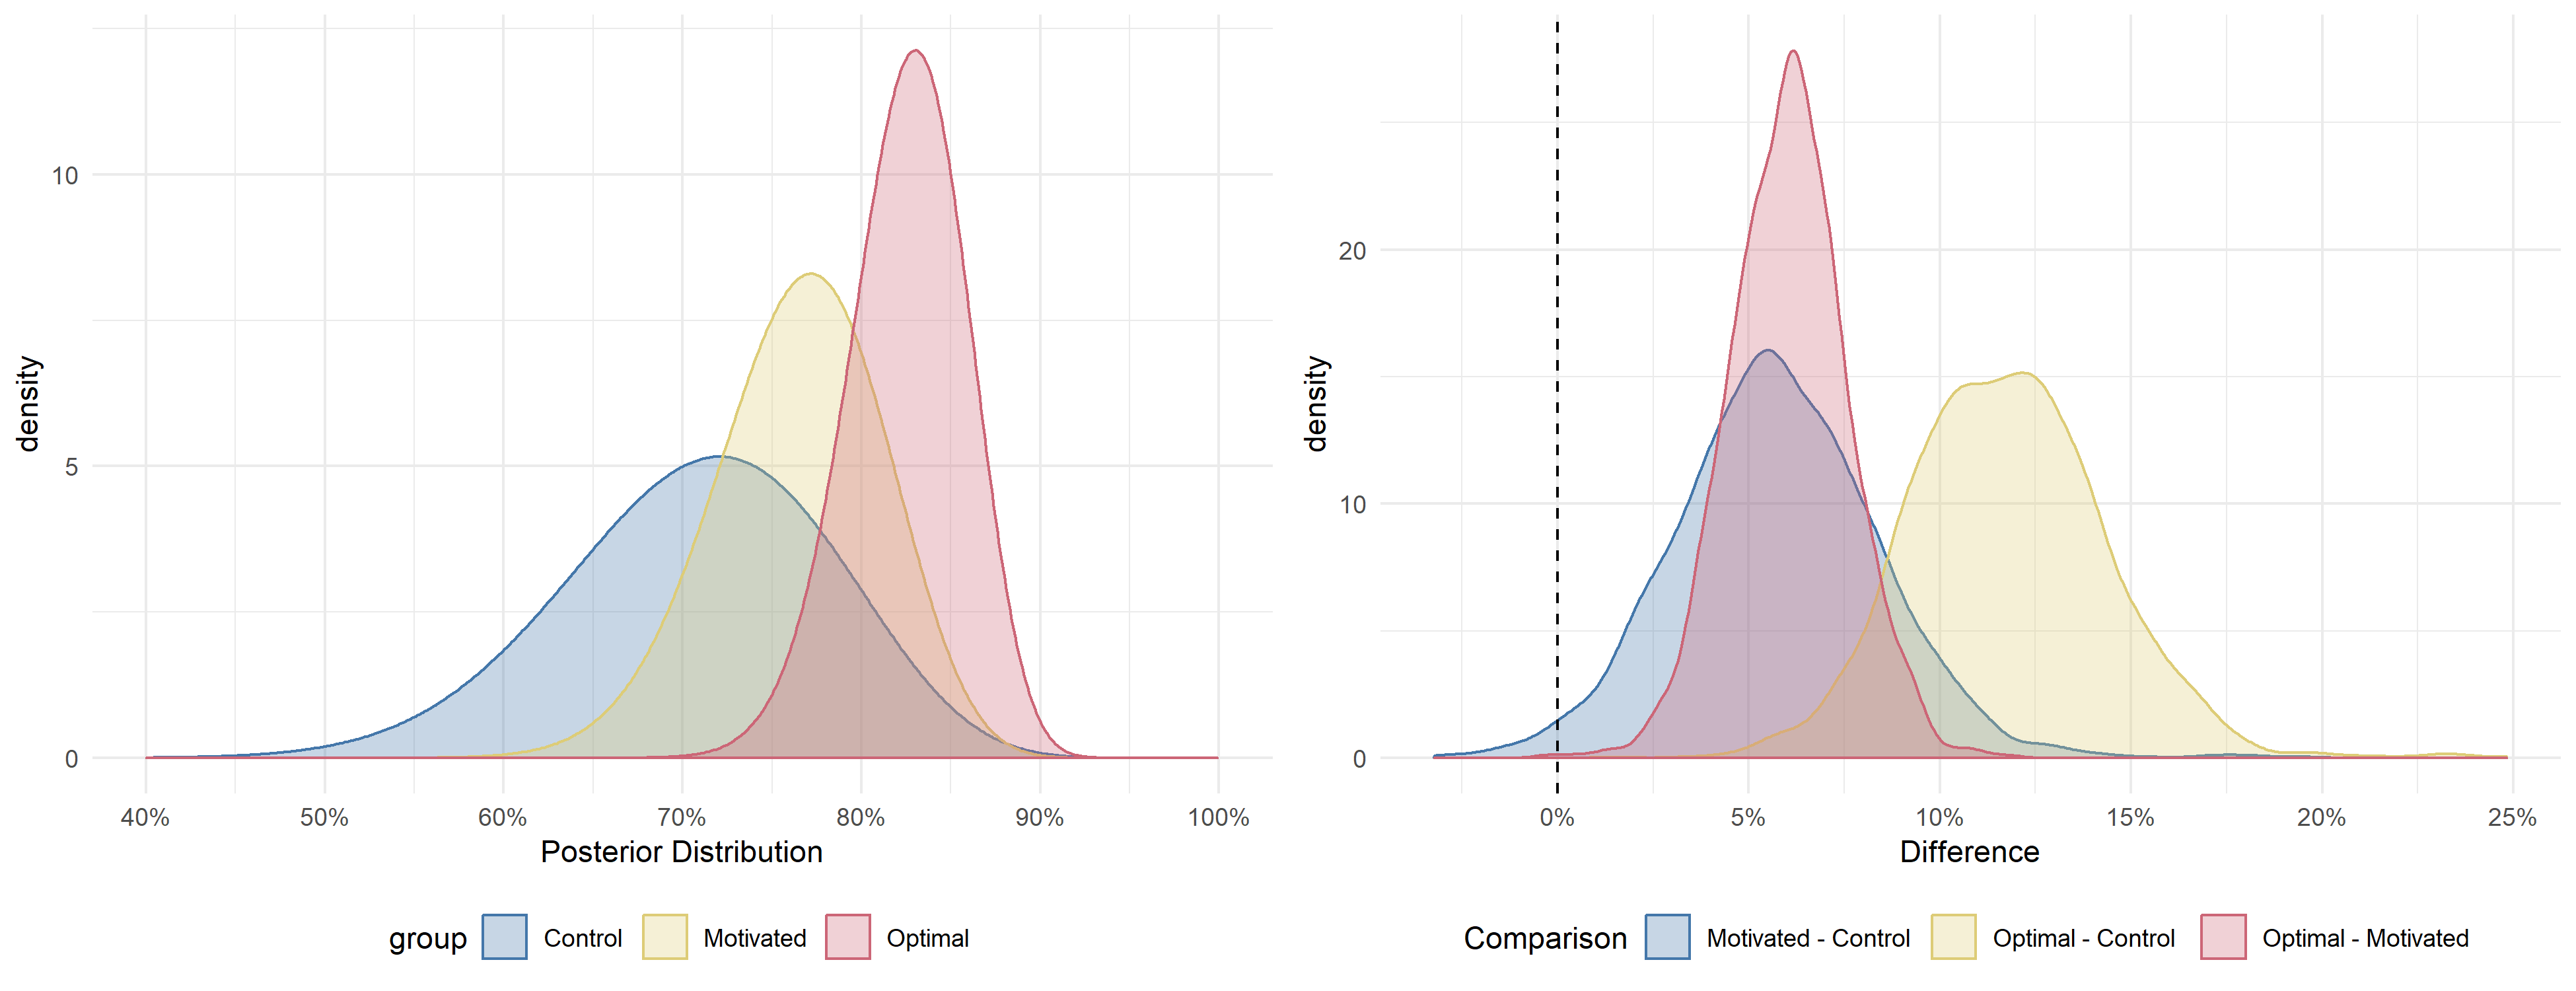 density
10
5
0
40% 50% 60% 70% 80% 90% 100%
Posterior Distribution
group Control Motivated Optimal
density
20
10
0
0% 5% 10% 15% 20% 25%
Difference
Comparison Motivated - Control Optimal - Control Optimal - Motivated